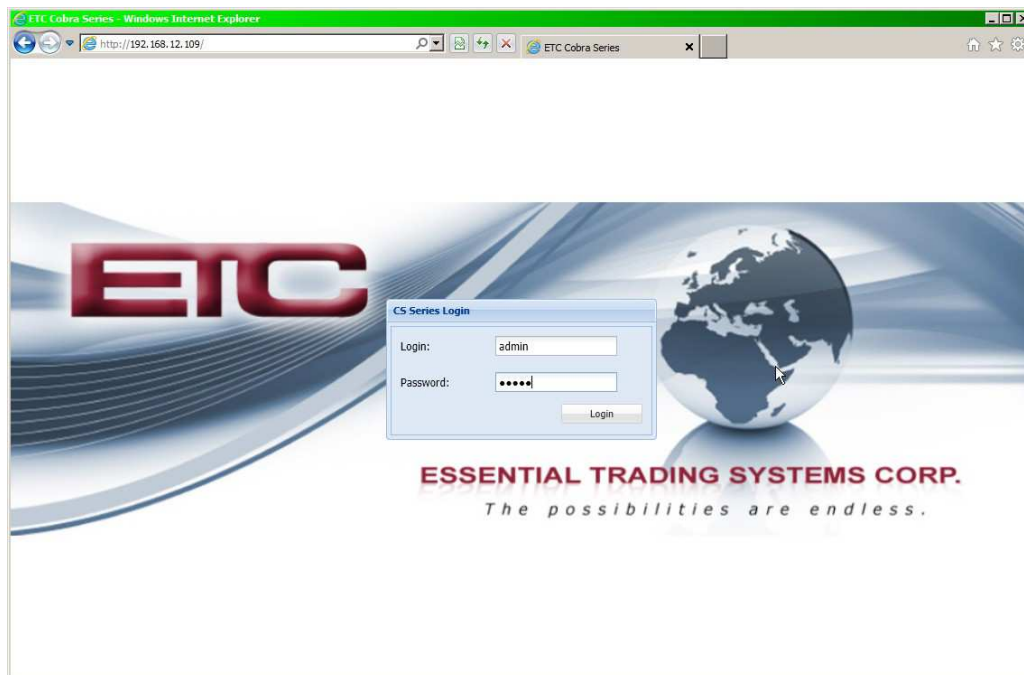 ETC Cobra Series - Windows Internet Explorer
http://192.168.12.109/
ETC Cobra Series
ETC
CS Series Login
Login:
admin
Password:
•••••
Login
ESSENTIAL TRADING SYSTEMS CORP.
The possibilities are endless.